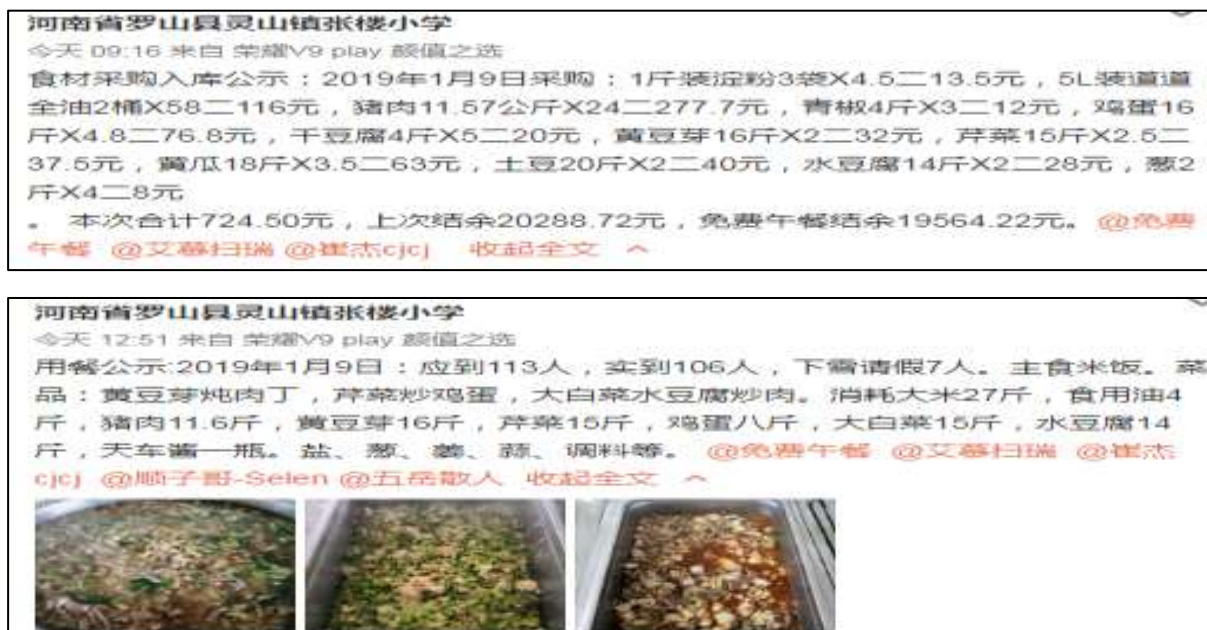 河南省罗山县灵山镇张楼小学
今天 09:16 来自 荣耀V9 play 颜值之选
食材采购入库公示：2019年1月9日采购：1斤装淀粉3袋X4.5二13.5元，5L装道道
全油2桶X58二116元，猪肉11.57公斤X24二277.7元，青椒4斤X3二12元，鸡蛋16
斤X4.8二76.8元，干豆腐4斤X5二20元，黄豆芽16斤X2二32元，芹菜15斤X2.5二
37.5元，黄瓜18斤X3.5二63元，土豆20斤X2二40元，水豆腐14斤X2二28元，葱2
斤X4二8元
。 本次合计724.50元，上次结余20288.72元，免费午餐结余19564.22元。@免费
午餐 @艾慕扫瑞 @崔杰cjcj 收起全文 ︿
河南省罗山县灵山镇张楼小学
今天 12:51 来自 荣耀V9 play 颜值之选
用餐公示:2019年1月9日：应到113人，实到106人，下雪请假7人。主食米饭。菜
品：黄豆芽炖肉丁，芹菜炒鸡蛋，大白菜水豆腐炒肉。消耗大米27斤，食用油4
斤，猪肉11.6斤，黄豆芽16斤，芹菜15斤，鸡蛋八斤，大白菜15斤，水豆腐14
斤，天车酱一瓶。盐、葱、姜、蒜、调料等。 @免费午餐 @艾慕扫瑞 @崔杰
cjcj @顺子哥-Selen @五岳散人 收起全文 ︿